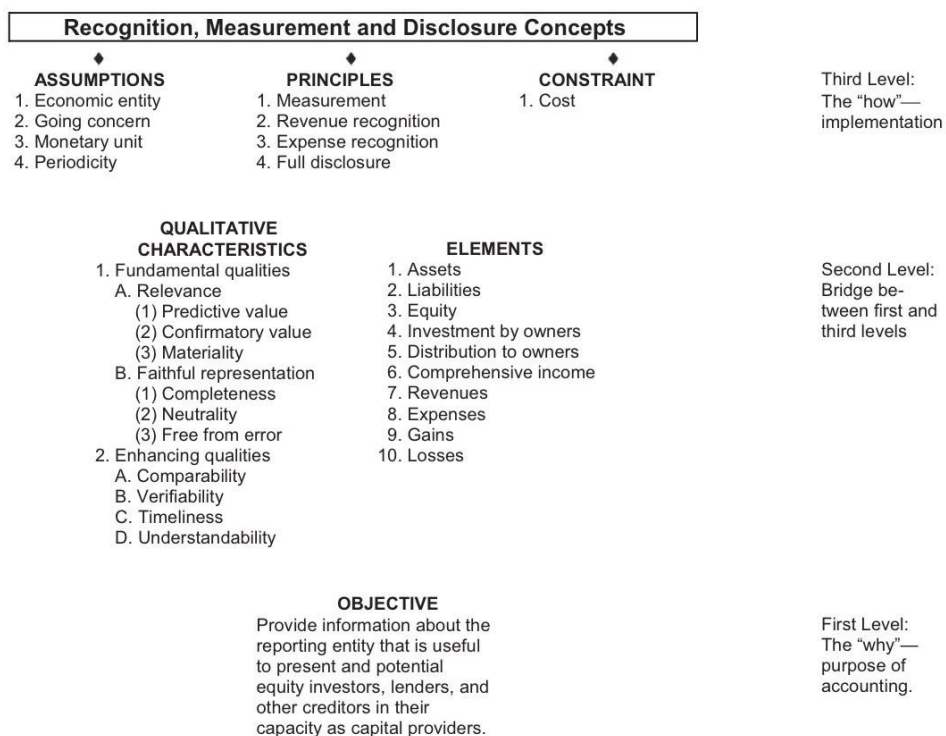 Recognition, Measurement and Disclosure Concepts
ASSUMPTIONS
1. Economic entity
2. Going concern
3. Monetary unit
4. Periodicity
PRINCIPLES
1. Measurement
2. Revenue recognition
3. Expense recognition
4. Full disclosure
CONSTRAINT
1. Cost
Third Level:
The “how”—
implementation
QUALITATIVE
CHARACTERISTICS
1. Fundamental qualities
A. Relevance
(1) Predictive value
(2) Confirmatory value
(3) Materiality
B. Faithful representation
(1) Completeness
(2) Neutrality
(3) Free from error
2. Enhancing qualities
A. Comparability
B. Verifiability
C. Timeliness
D. Understandability
ELEMENTS
1. Assets
2. Liabilities
3. Equity
4. Investment by owners
5. Distribution to owners
6. Comprehensive income
7. Revenues
8. Expenses
9. Gains
10. Losses
Second Level:
Bridge be-
tween first and
third levels
OBJECTIVE
Provide information about the
reporting entity that is useful
to present and potential
equity investors, lenders, and
other creditors in their
capacity as capital providers.
First Level:
The “why”—
purpose of
accounting.